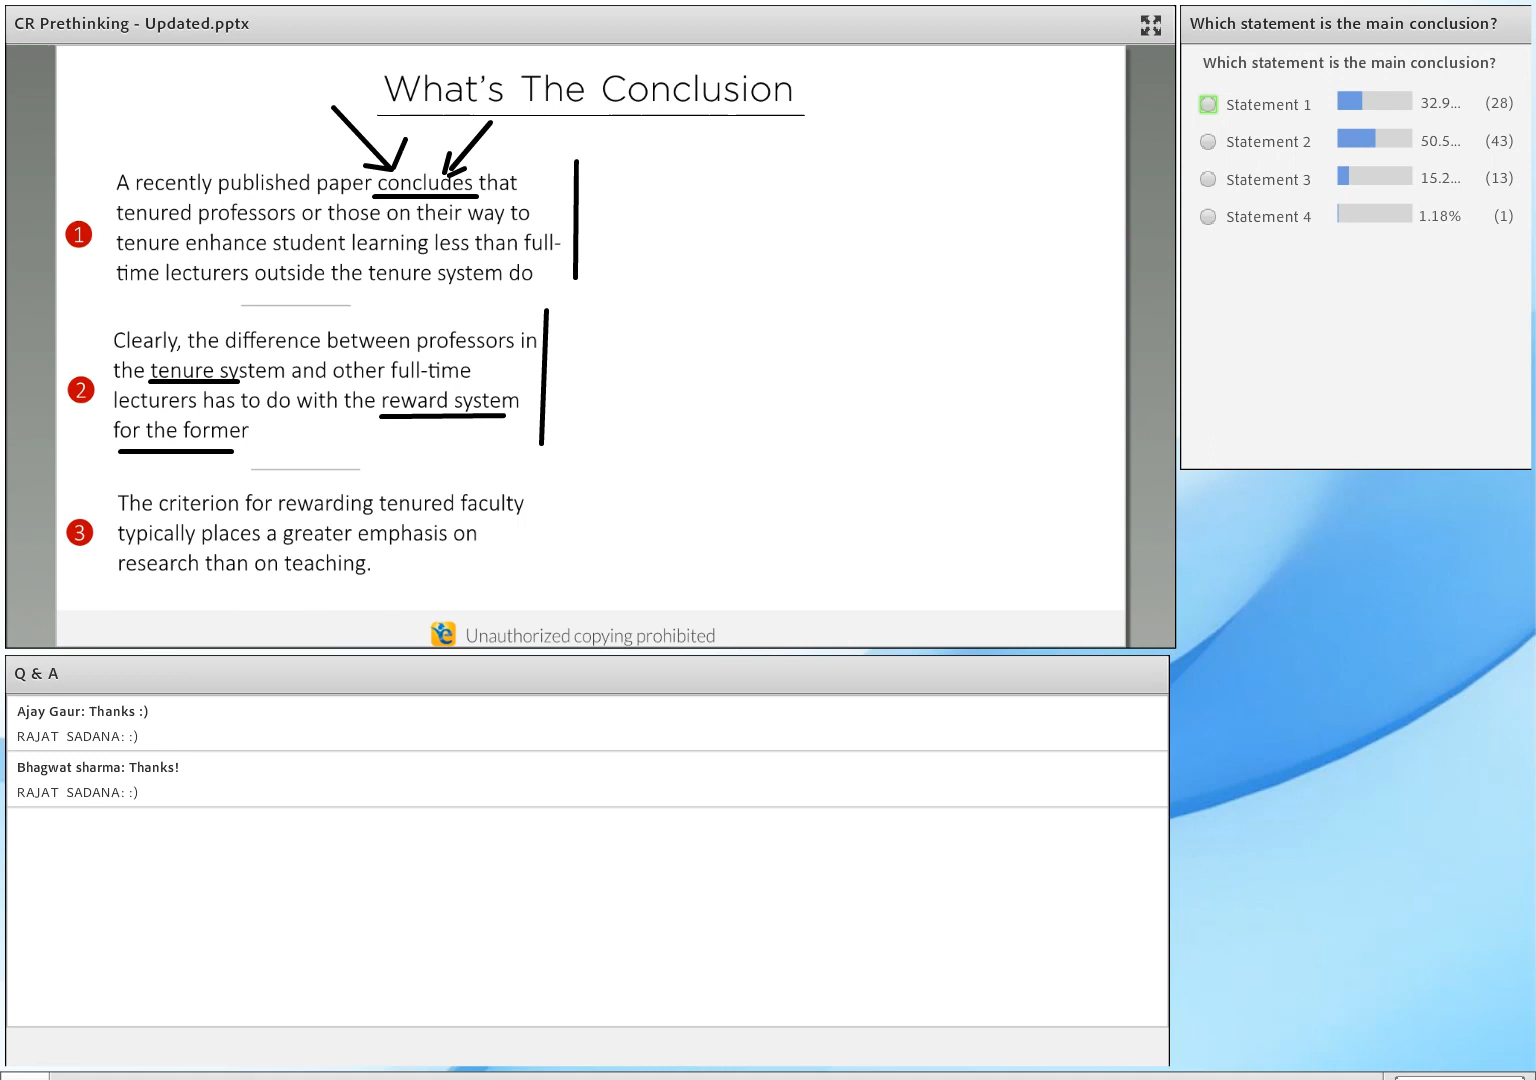 CR Prethinking - Updated.pptx
What's The Conclusion
1
A recently published paper concludes that
tenured professors or those on their way to
tenure enhance student learning less than full-
time lecturers outside the tenure system do
2
Clearly, the difference between professors in
the tenure system and other full-time
lecturers has to do with the reward system
for the former
3
The criterion for rewarding tenured faculty
typically places a greater emphasis on
research than on teaching.
Unauthorized copying prohibited
Which statement is the main conclusion?
Which statement is the main conclusion?
Statement 1 32.9... (28)
Statement 2 50.5... (43)
Statement 3 15.2... (13)
Statement 4 1.18% (1)
Q & A
Ajay Gaur: Thanks :)
RAJAT SADANA: :)
Bhagwat sharma: Thanks!
RAJAT SADANA: :)